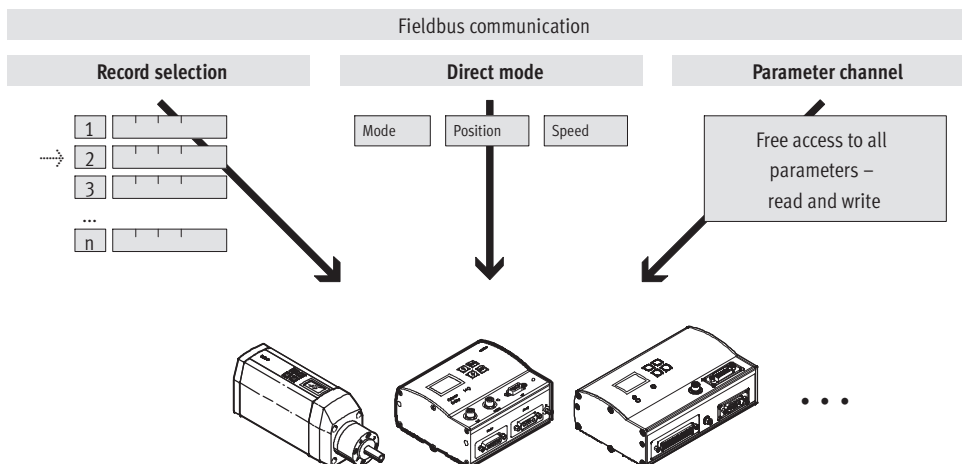 Fieldbus communication
Record selection
Direct mode
Parameter channel
1
2
3
...
n
Mode
Position
Speed
Free access to all
parameters –
read and write